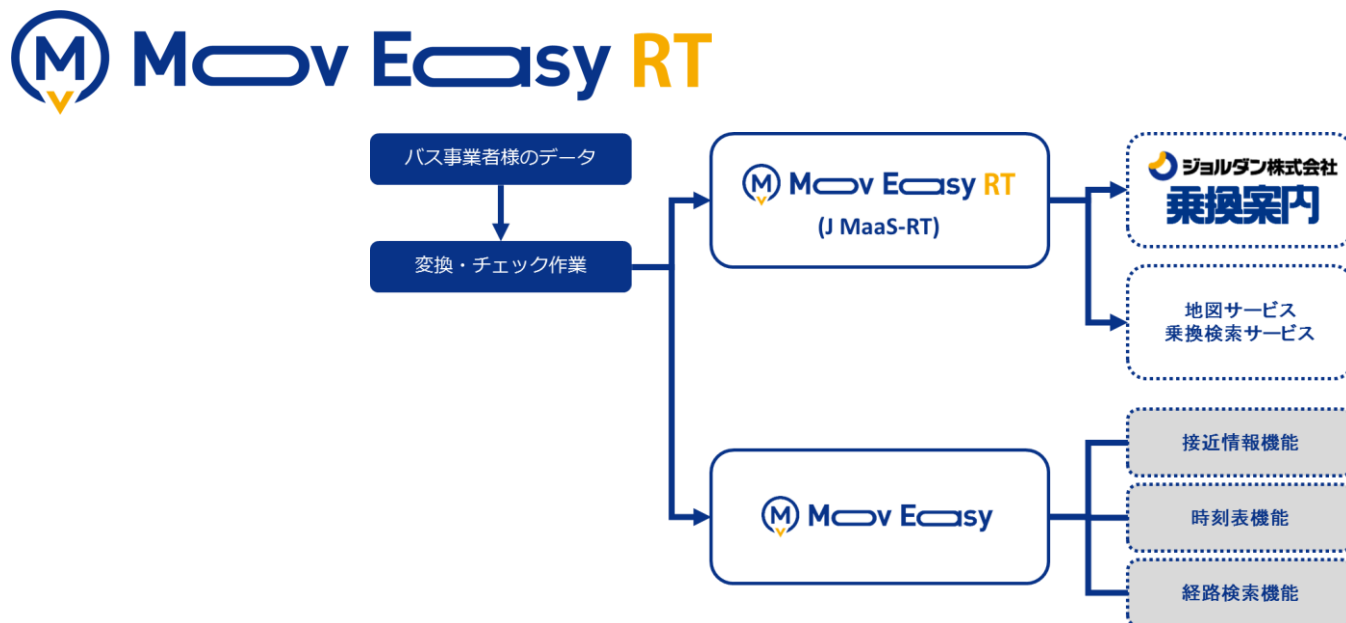 Mov Easy RT
バス事業者様のデータ
変換・チェック作業
Mov Easy RT
(J MaaS-RT)
ジョルダン株式会社
乗換案内
地図サービス
乗換検索サービス
Mov Easy
接近情報機能
時刻表機能
経路検索機能